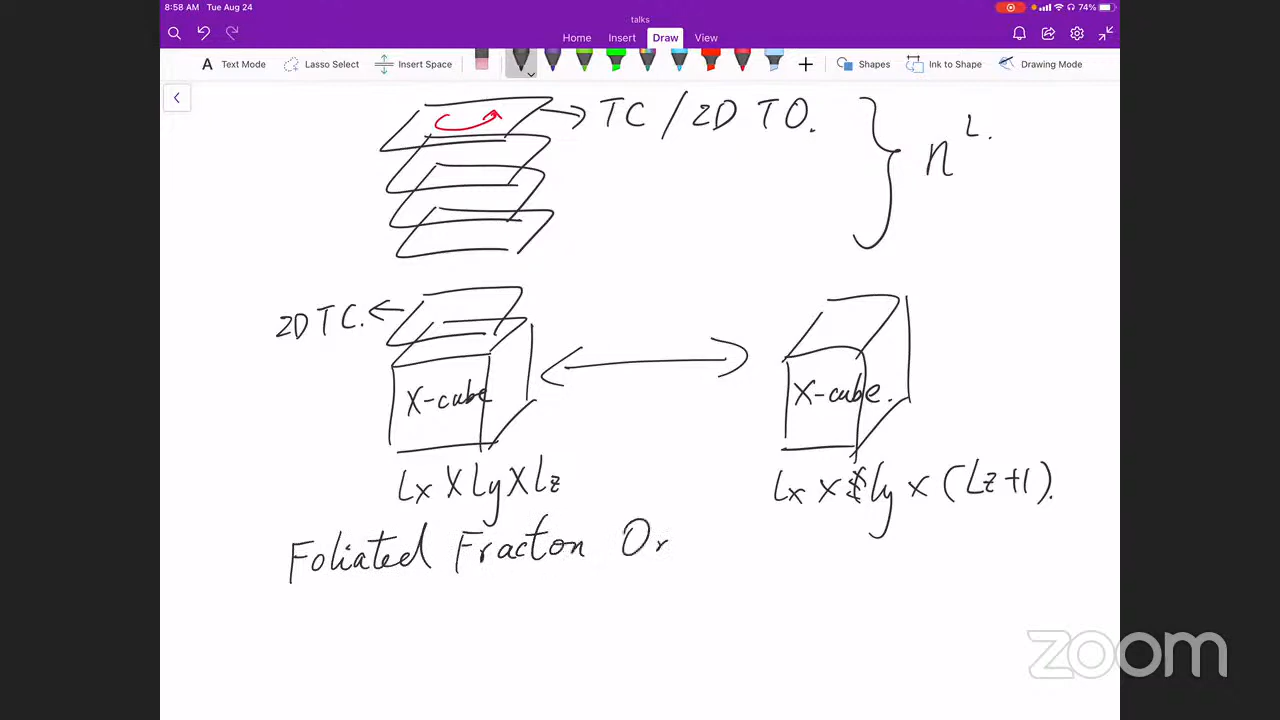 8:58 AM Tue Aug 24
74%
talks
Home Insert Draw View
Text Mode Lasso Select Insert Space Shapes Ink to Shape Drawing Mode
TC / 2D TO.
n^L.
2D TC.
X-cube
X-cube.
Lx X Ly X Lz
Lx x Ly x (Lz+1).
Foliated Fracton Or
zoom